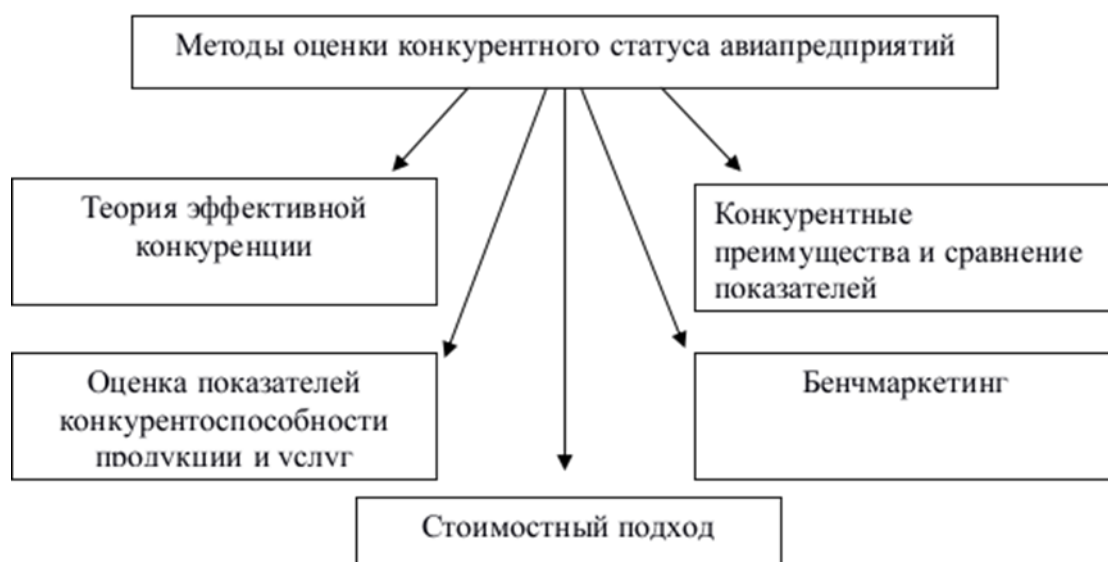 Методы оценки конкурентного статуса авиапредприятий
Теория эффективной
конкуренции
Конкурентные
преимущества и сравнение
показателей
Оценка показателей
конкурентоспособности
продукции и услуг
Бенчмаркетинг
Стоимостный подход